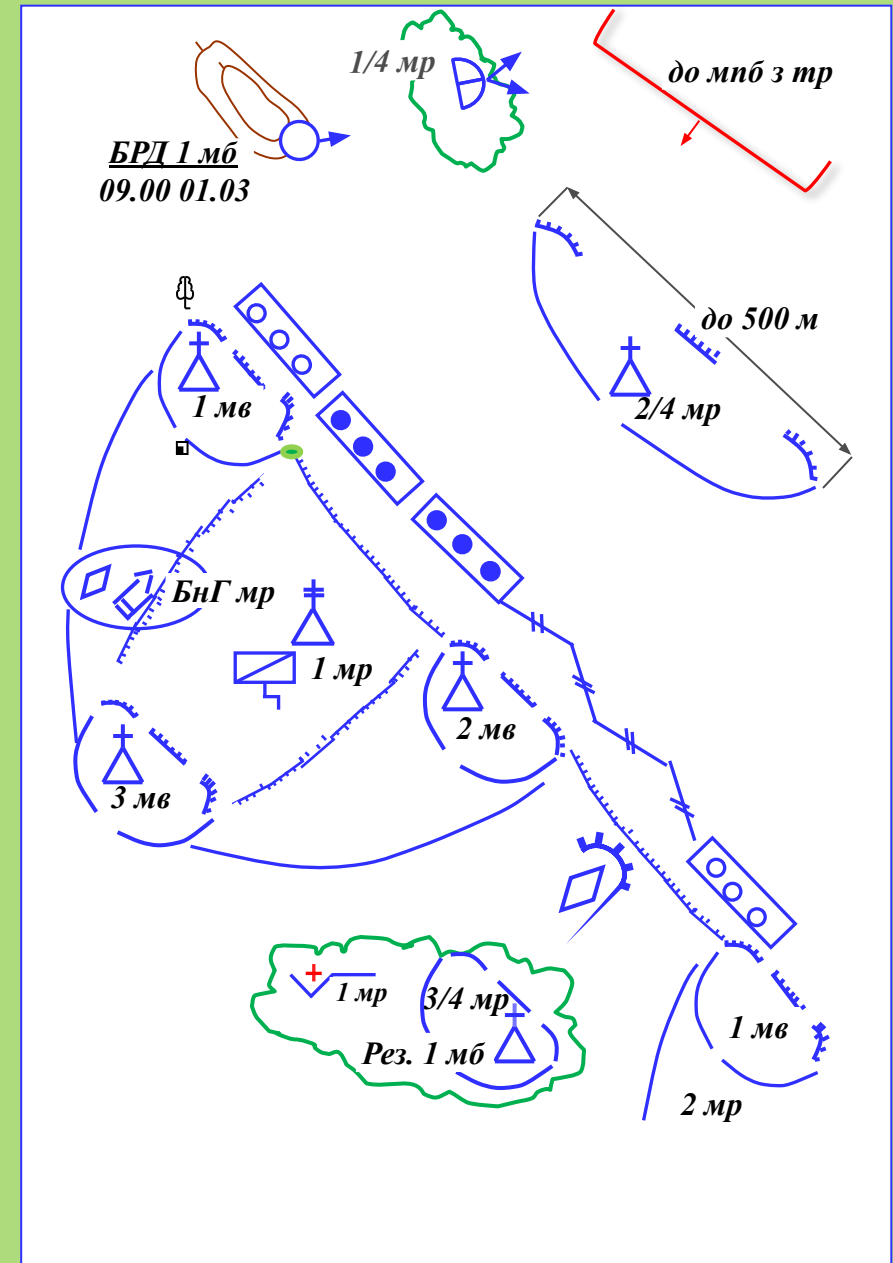 1/4 мр
до мпб з тр
БРД 1 мб
09.00 01.03
до 500 м
1 мв
2/4 мр
БнГ мр
1 мр
2 мв
3 мв
1 мр
3/4 мр
Рез. 1 мб
1 мв
2 мр